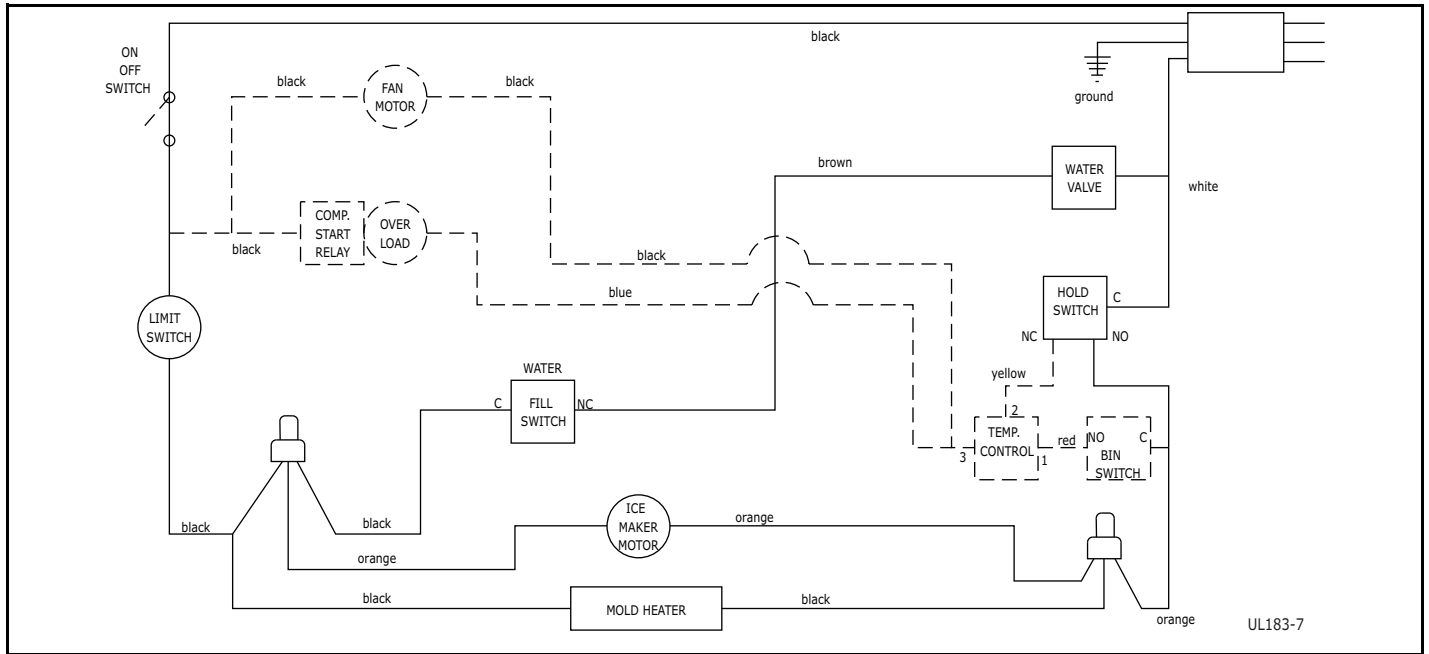 black
ON
OFF
SWITCH
ground
black
FAN
MOTOR
black
brown
WATER
VALVE
white
COMP.
START
RELAY
OVER
LOAD
black
black
blue
HOLD
SWITCH
C
NC
NO
LIMIT
SWITCH
WATER
C
FILL
SWITCH
NC
yellow
2
TEMP.
CONTROL
3
1
red
NO
C
BIN
SWITCH
black
black
orange
ICE
MAKER
MOTOR
orange
black
MOLD HEATER
black
orange
UL183-7